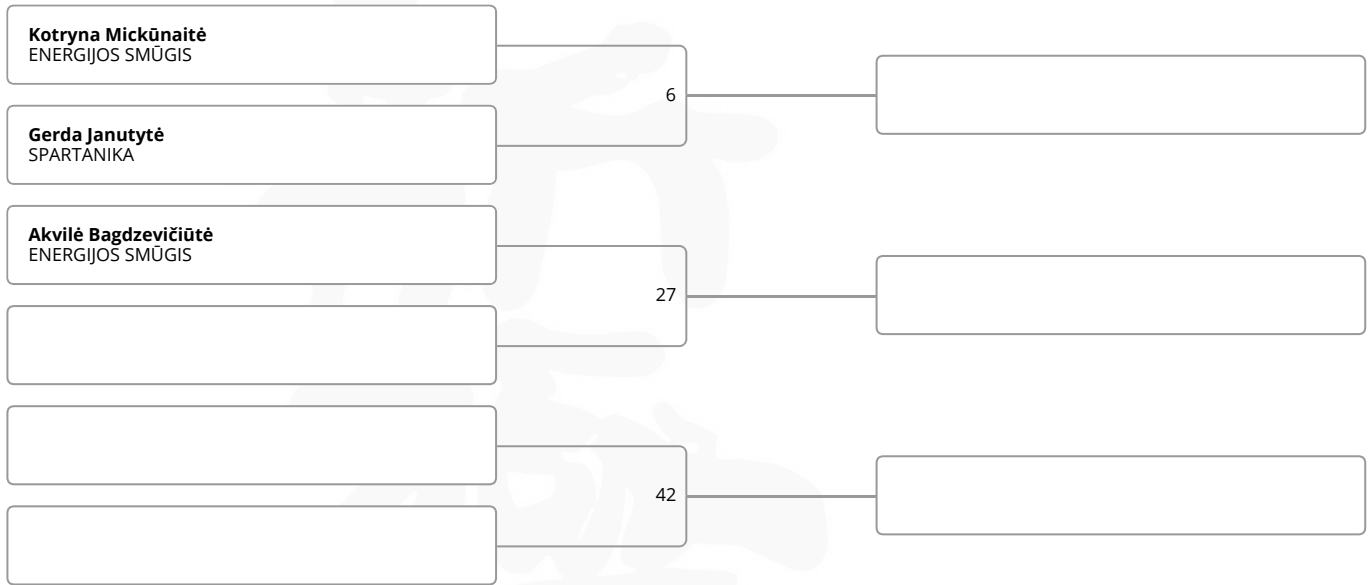 Kotryna Mickūnaitė
ENERGIJOS SMŪGIS
6
Gerda Janutytė
SPARTANIKA
Akvilė Bagdzevičiūtė
ENERGIJOS SMŪGIS
27
42